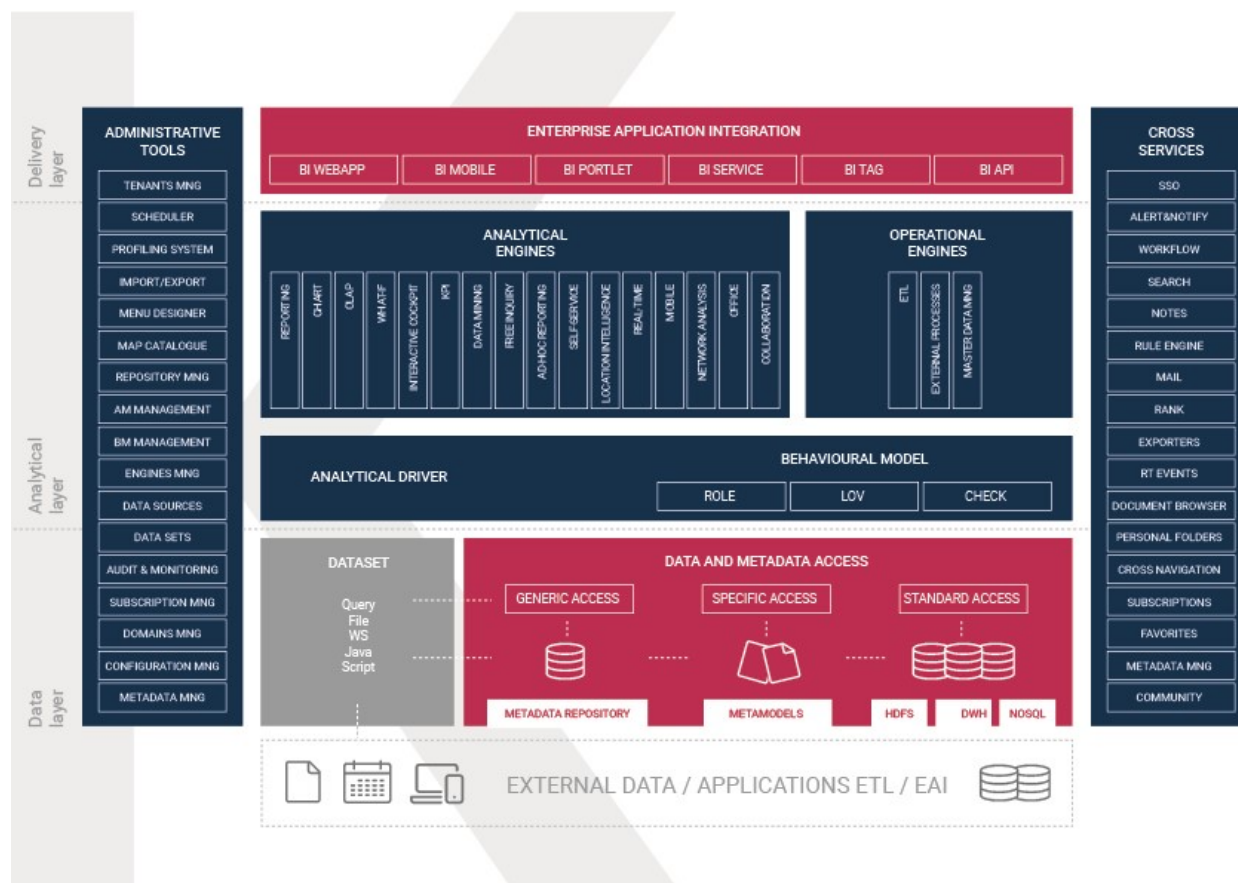 Delivery
layer
Analytical
layer
Data
layer
ADMINISTRATIVE
TOOLS
TENANTS MNG
SCHEDULER
PROFILING SYSTEM
IMPORT/EXPORT
MENU DESIGNER
MAP CATALOGUE
REPOSITORY MNG
AM MANAGEMENT
BM MANAGEMENT
ENGINES MNG
DATA SOURCES
DATA SETS
AUDIT & MONITORING
SUBSCRIPTION MNG
DOMAINS MNG
CONFIGURATION MNG
METADATA MNG
ENTERPRISE APPLICATION INTEGRATION
BI WEBAPP
BI MOBILE
BI PORTLET
BI SERVICE
BI TAG
BI API
ANALYTICAL
ENGINES
REPORTING
CHART
OLAP
WHAT-IF
INTERACTIVE COCKPIT
KPI
DATA MINING
FREE INQUIRY
AD-HOC REPORTING
SELF-SERVICE
LOCATION INTELLIGENCE
REAL-TIME
MOBILE
NETWORK ANALYSIS
OFFICE
COLLABORATION
OPERATIONAL
ENGINES
ETL
EXTERNAL PROCESSES
MASTER DATA MNG
ANALYTICAL DRIVER
BEHAVIOURAL MODEL
ROLE
LOV
CHECK
DATASET
Query
File
WS
Java
Script
DATA AND METADATA ACCESS
GENERIC ACCESS
SPECIFIC ACCESS
STANDARD ACCESS
METADATA REPOSITORY
METAMODELS
HDFS
DWH
NOSQL
EXTERNAL DATA / APPLICATIONS ETL / EAI
CROSS
SERVICES
SSO
ALERT&NOTIFY
WORKFLOW
SEARCH
NOTES
RULE ENGINE
MAIL
RANK
EXPORTERS
RT EVENTS
DOCUMENT BROWSER
PERSONAL FOLDERS
CROSS NAVIGATION
SUBSCRIPTIONS
FAVORITES
METADATA MNG
COMMUNITY